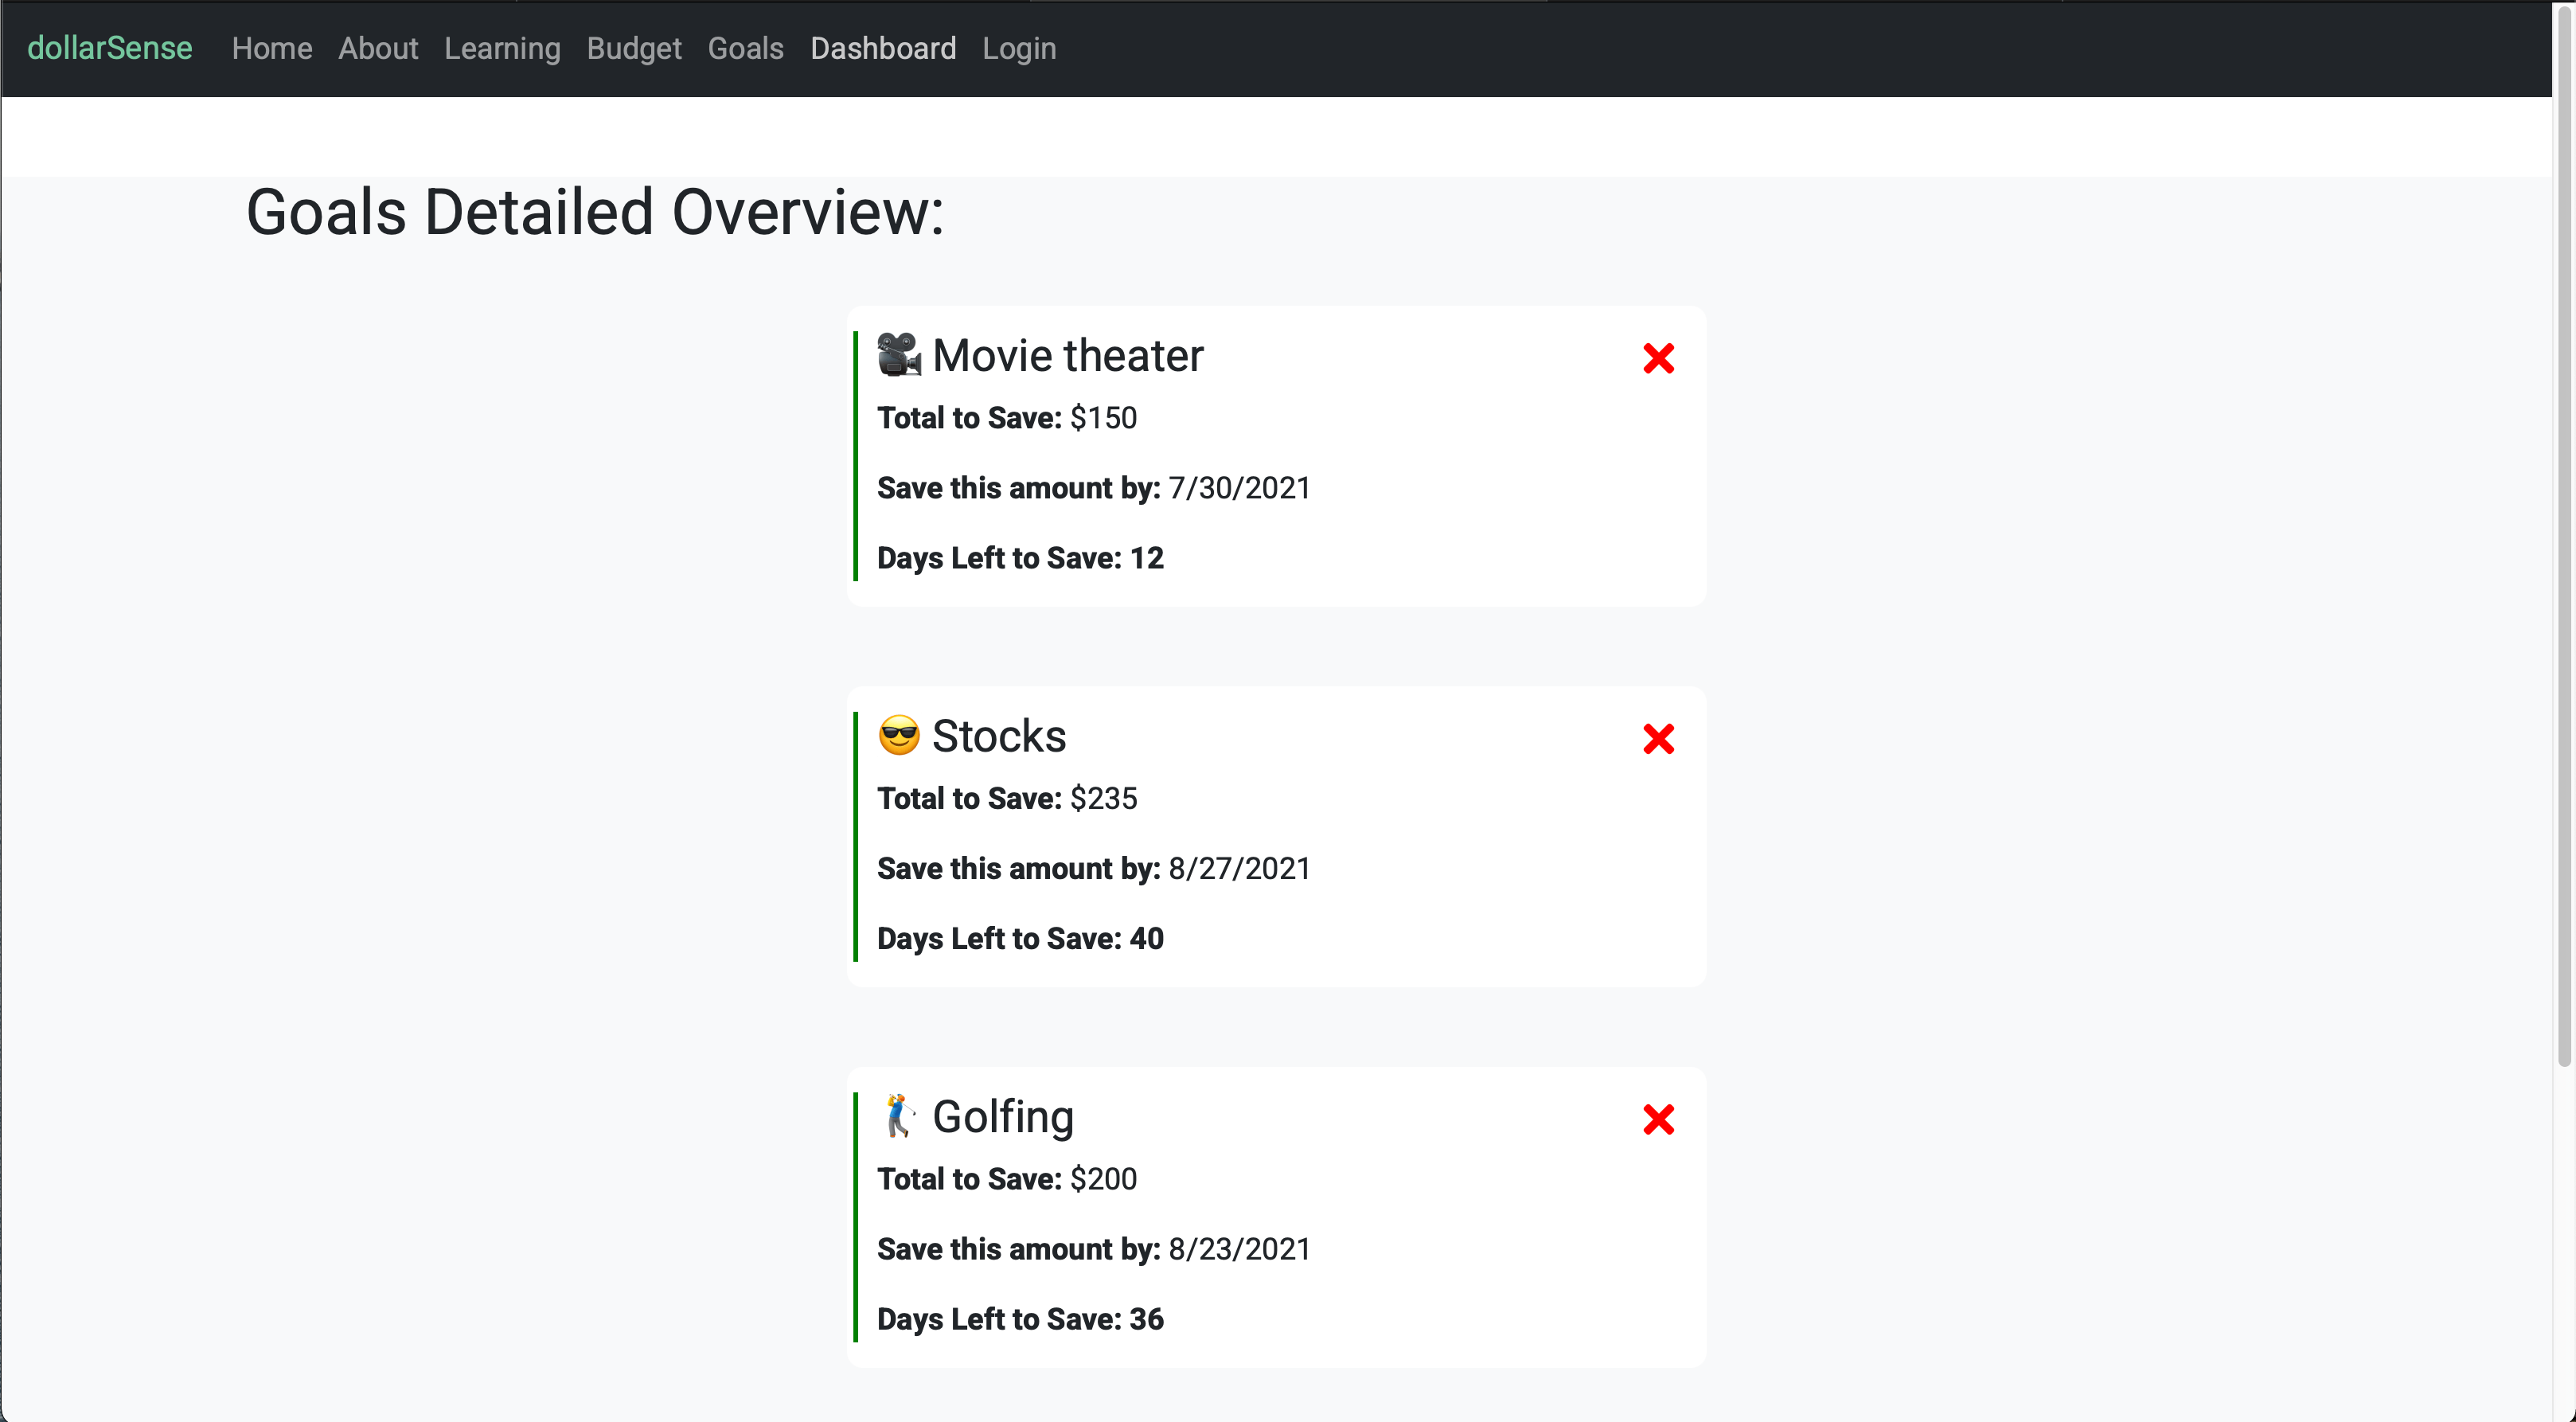 dollarSense Home About Learning Budget Goals Dashboard Login
Goals Detailed Overview:
🎥 Movie theater
Total to Save: $150
Save this amount by: 7/30/2021
Days Left to Save: 12
😎 Stocks
Total to Save: $235
Save this amount by: 8/27/2021
Days Left to Save: 40
🏌 Golfing
Total to Save: $200
Save this amount by: 8/23/2021
Days Left to Save: 36